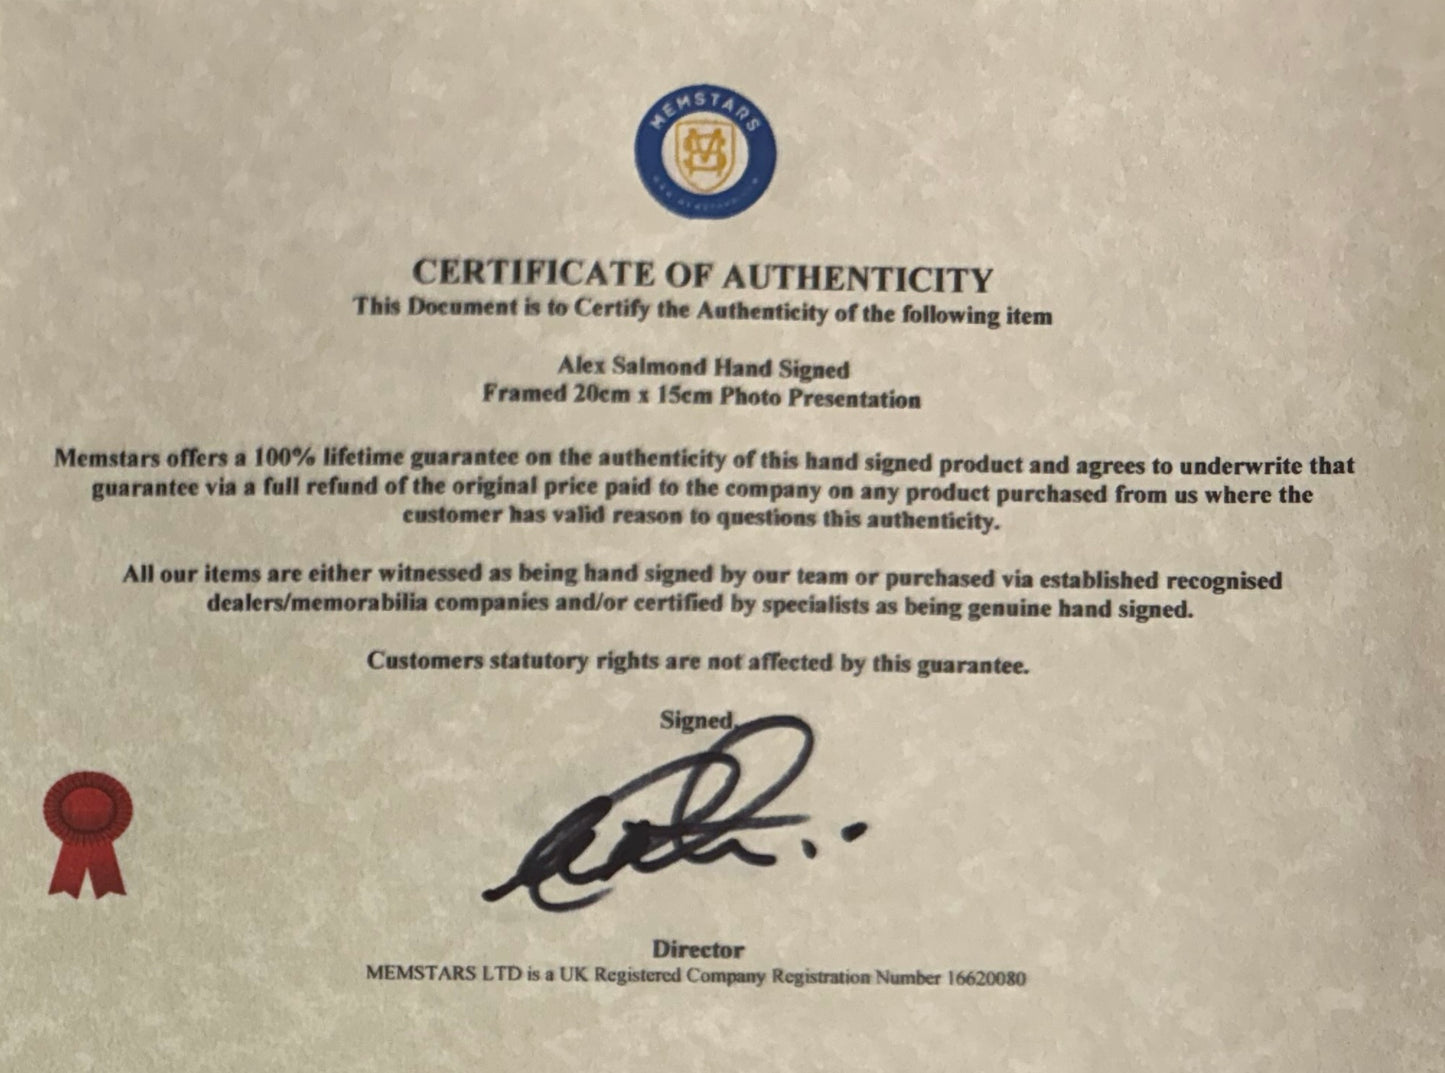 MEMSTARS
CERTIFICATE OF AUTHENTICITY
This Document is to Certify the Authenticity of the following item
Alex Salmond Hand Signed
Framed 20cm x 15cm Photo Presentation
Memstars offers a 100% lifetime guarantee on the authenticity of this hand signed product and agrees to underwrite that
guarantee via a full refund of the original price paid to the company on any product purchased from us where the
customer has valid reason to questions this authenticity.
All our items are either witnessed as being hand signed by our team or purchased via established recognised
dealers/memorabilia companies and/or certified by specialists as being genuine hand signed.
Customers statutory rights are not affected by this guarantee.
Signed
Director
MEMSTARS LTD is a UK Registered Company Registration Number 16620080